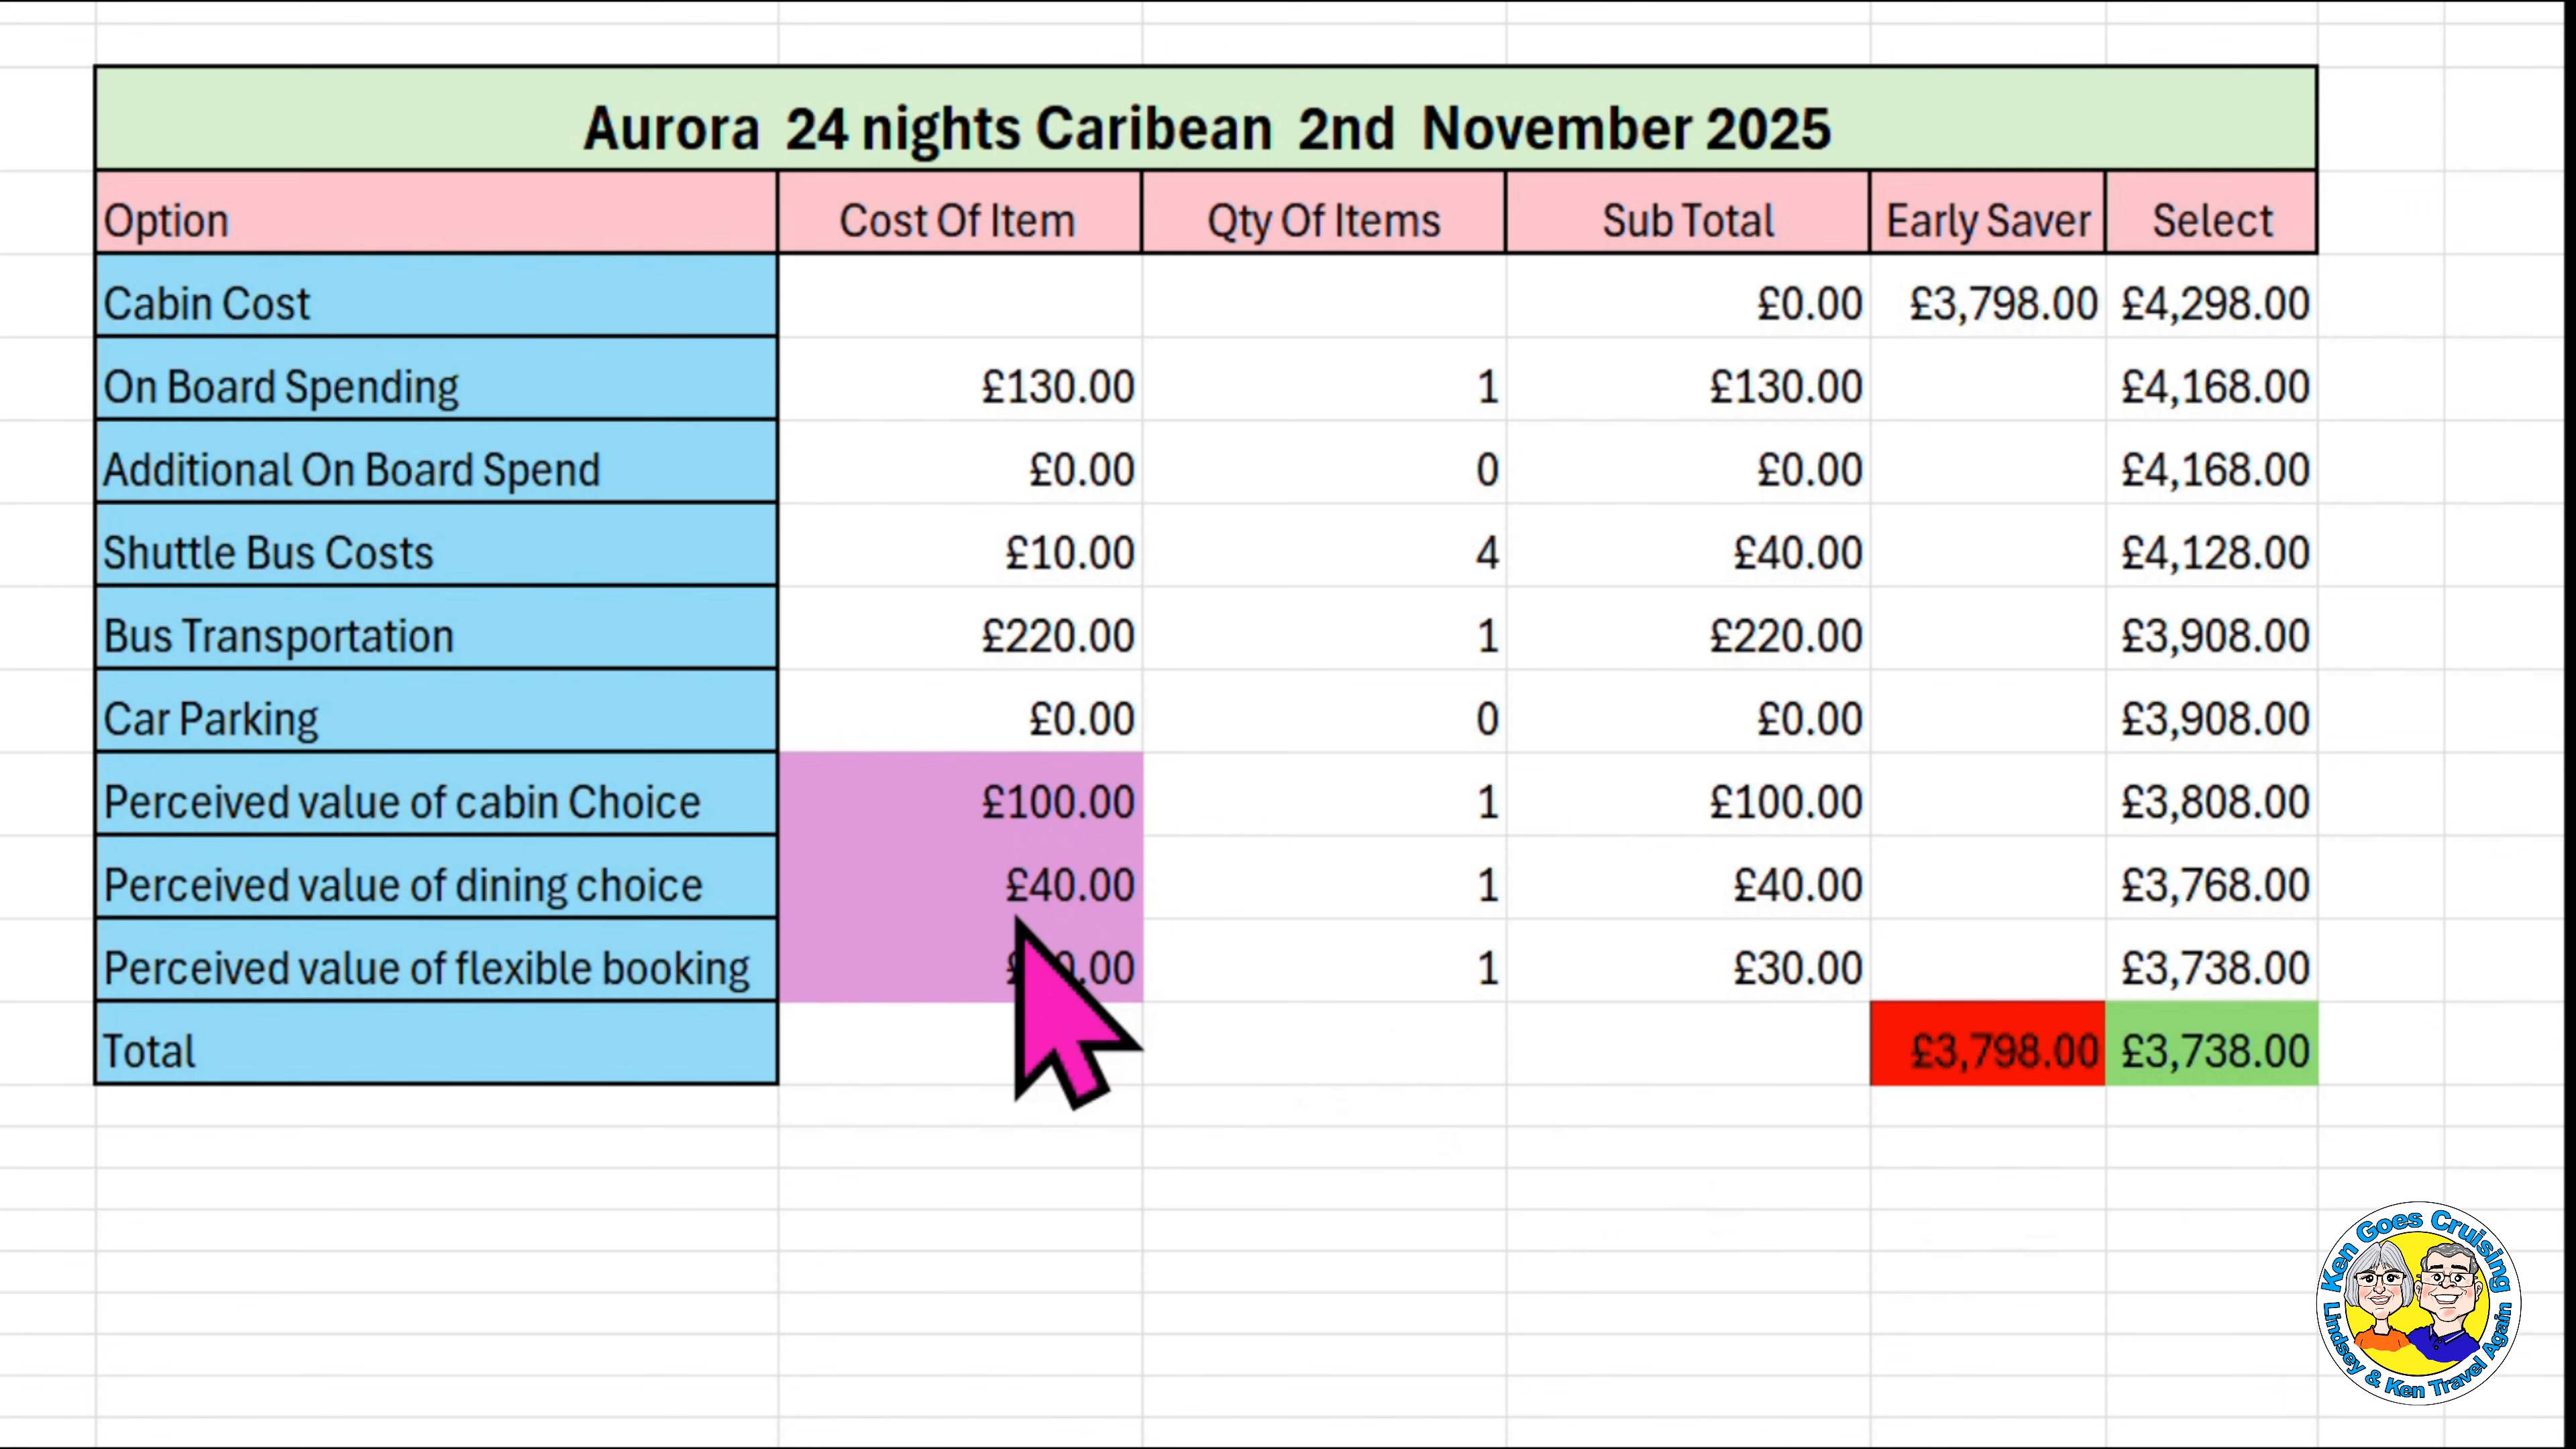 Aurora 24 nights Caribean 2nd November 2025
Option Cost Of Item Qty Of Items Sub Total Early Saver Select
Cabin Cost £0.00 £3,798.00 £4,298.00
On Board Spending £130.00 1 £130.00 £4,168.00
Additional On Board Spend £0.00 0 £0.00 £4,168.00
Shuttle Bus Costs £10.00 4 £40.00 £4,128.00
Bus Transportation £220.00 1 £220.00 £3,908.00
Car Parking £0.00 0 £0.00 £3,908.00
Perceived value of cabin Choice £100.00 1 £100.00 £3,808.00
Perceived value of dining choice £40.00 1 £40.00 £3,768.00
Perceived value of flexible booking 1 £30.00 £3,738.00
Total £3,798.00 £3,738.00
Ken Goes Cruising
Lindsey & Ken Travel Again